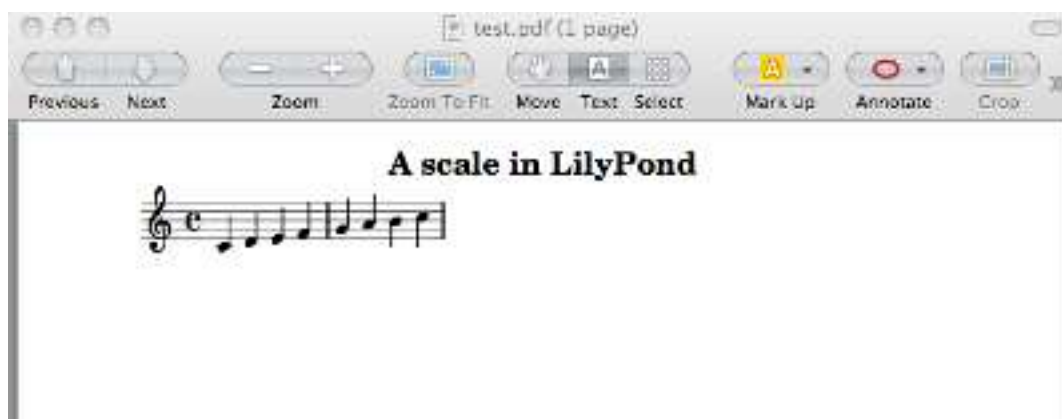 test.pdf (1 page)
A A
Previous Next Zoom Zoom To Fit Move Text Select Mark Up Annotate Crop »
A scale in LilyPond